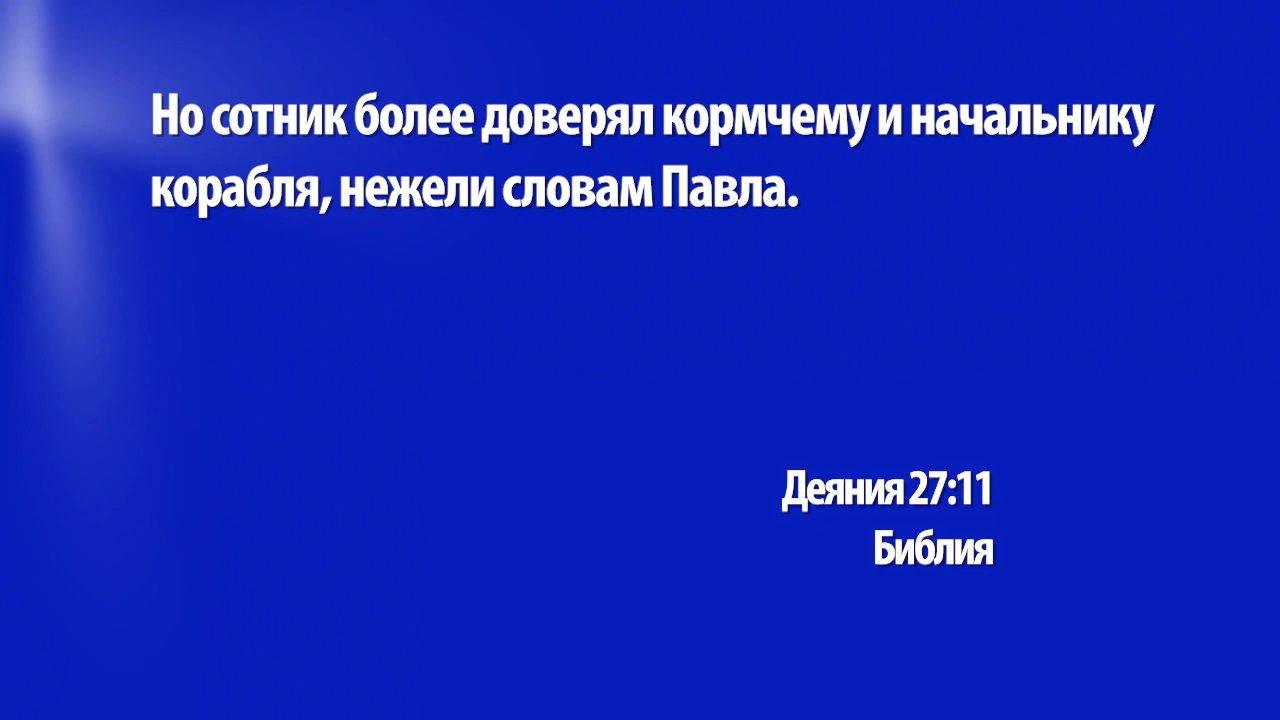 Но сотник более доверял кормчему и начальнику
корабля, нежели словам Павла.
Деяния 27:11
Библия